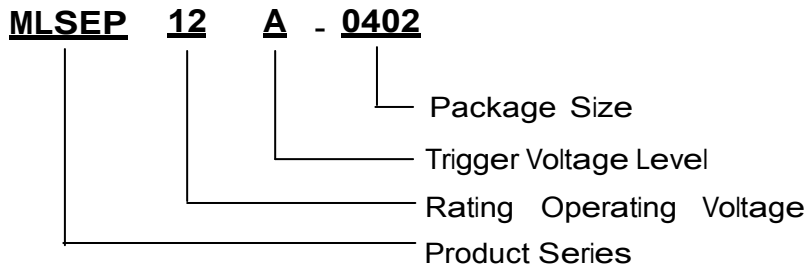 MLSEP 12 A - 0402
Package Size
Trigger Voltage Level
Rating Operating Voltage
Product Series